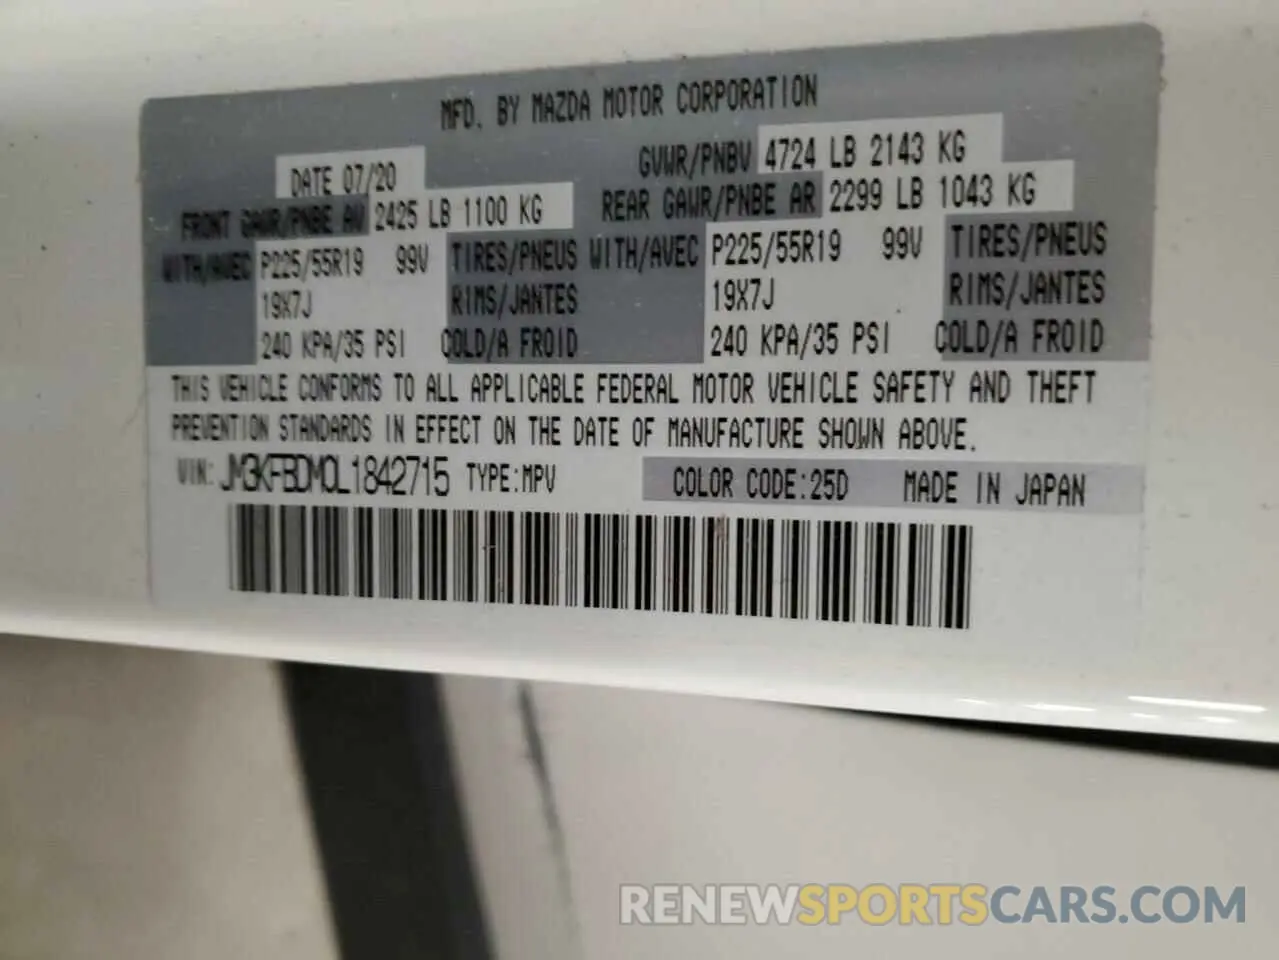 MFD. BY MAZDA MOTOR CORPORATION
DATE 07/20 GVWR/PNBV 4724 LB 2143 KG
FRONT GAWR/PNBE AV 2425 LB 1100 KG REAR GAWR/PNBE AR 2299 LB 1043 KG
WITH/AVEC P225/55R19 99V TIRES/PNEUS WITH/AVEC P225/55R19 99V TIRES/PNEUS
19X7J RIMS/JANTES 19X7J RIMS/JANTES
240 KPA/35 PSI COLD/A FROID 240 KPA/35 PSI COLD/A FROID
THIS VEHICLE CONFORMS TO ALL APPLICABLE FEDERAL MOTOR VEHICLE SAFETY AND THEFT
PREVENTION STANDARDS IN EFFECT ON THE DATE OF MANUFACTURE SHOWN ABOVE.
VIN: JM3KFBDM0L1842715 TYPE:MPV COLOR CODE:25D MADE IN JAPAN
RENEWSPORTSCARS.COM